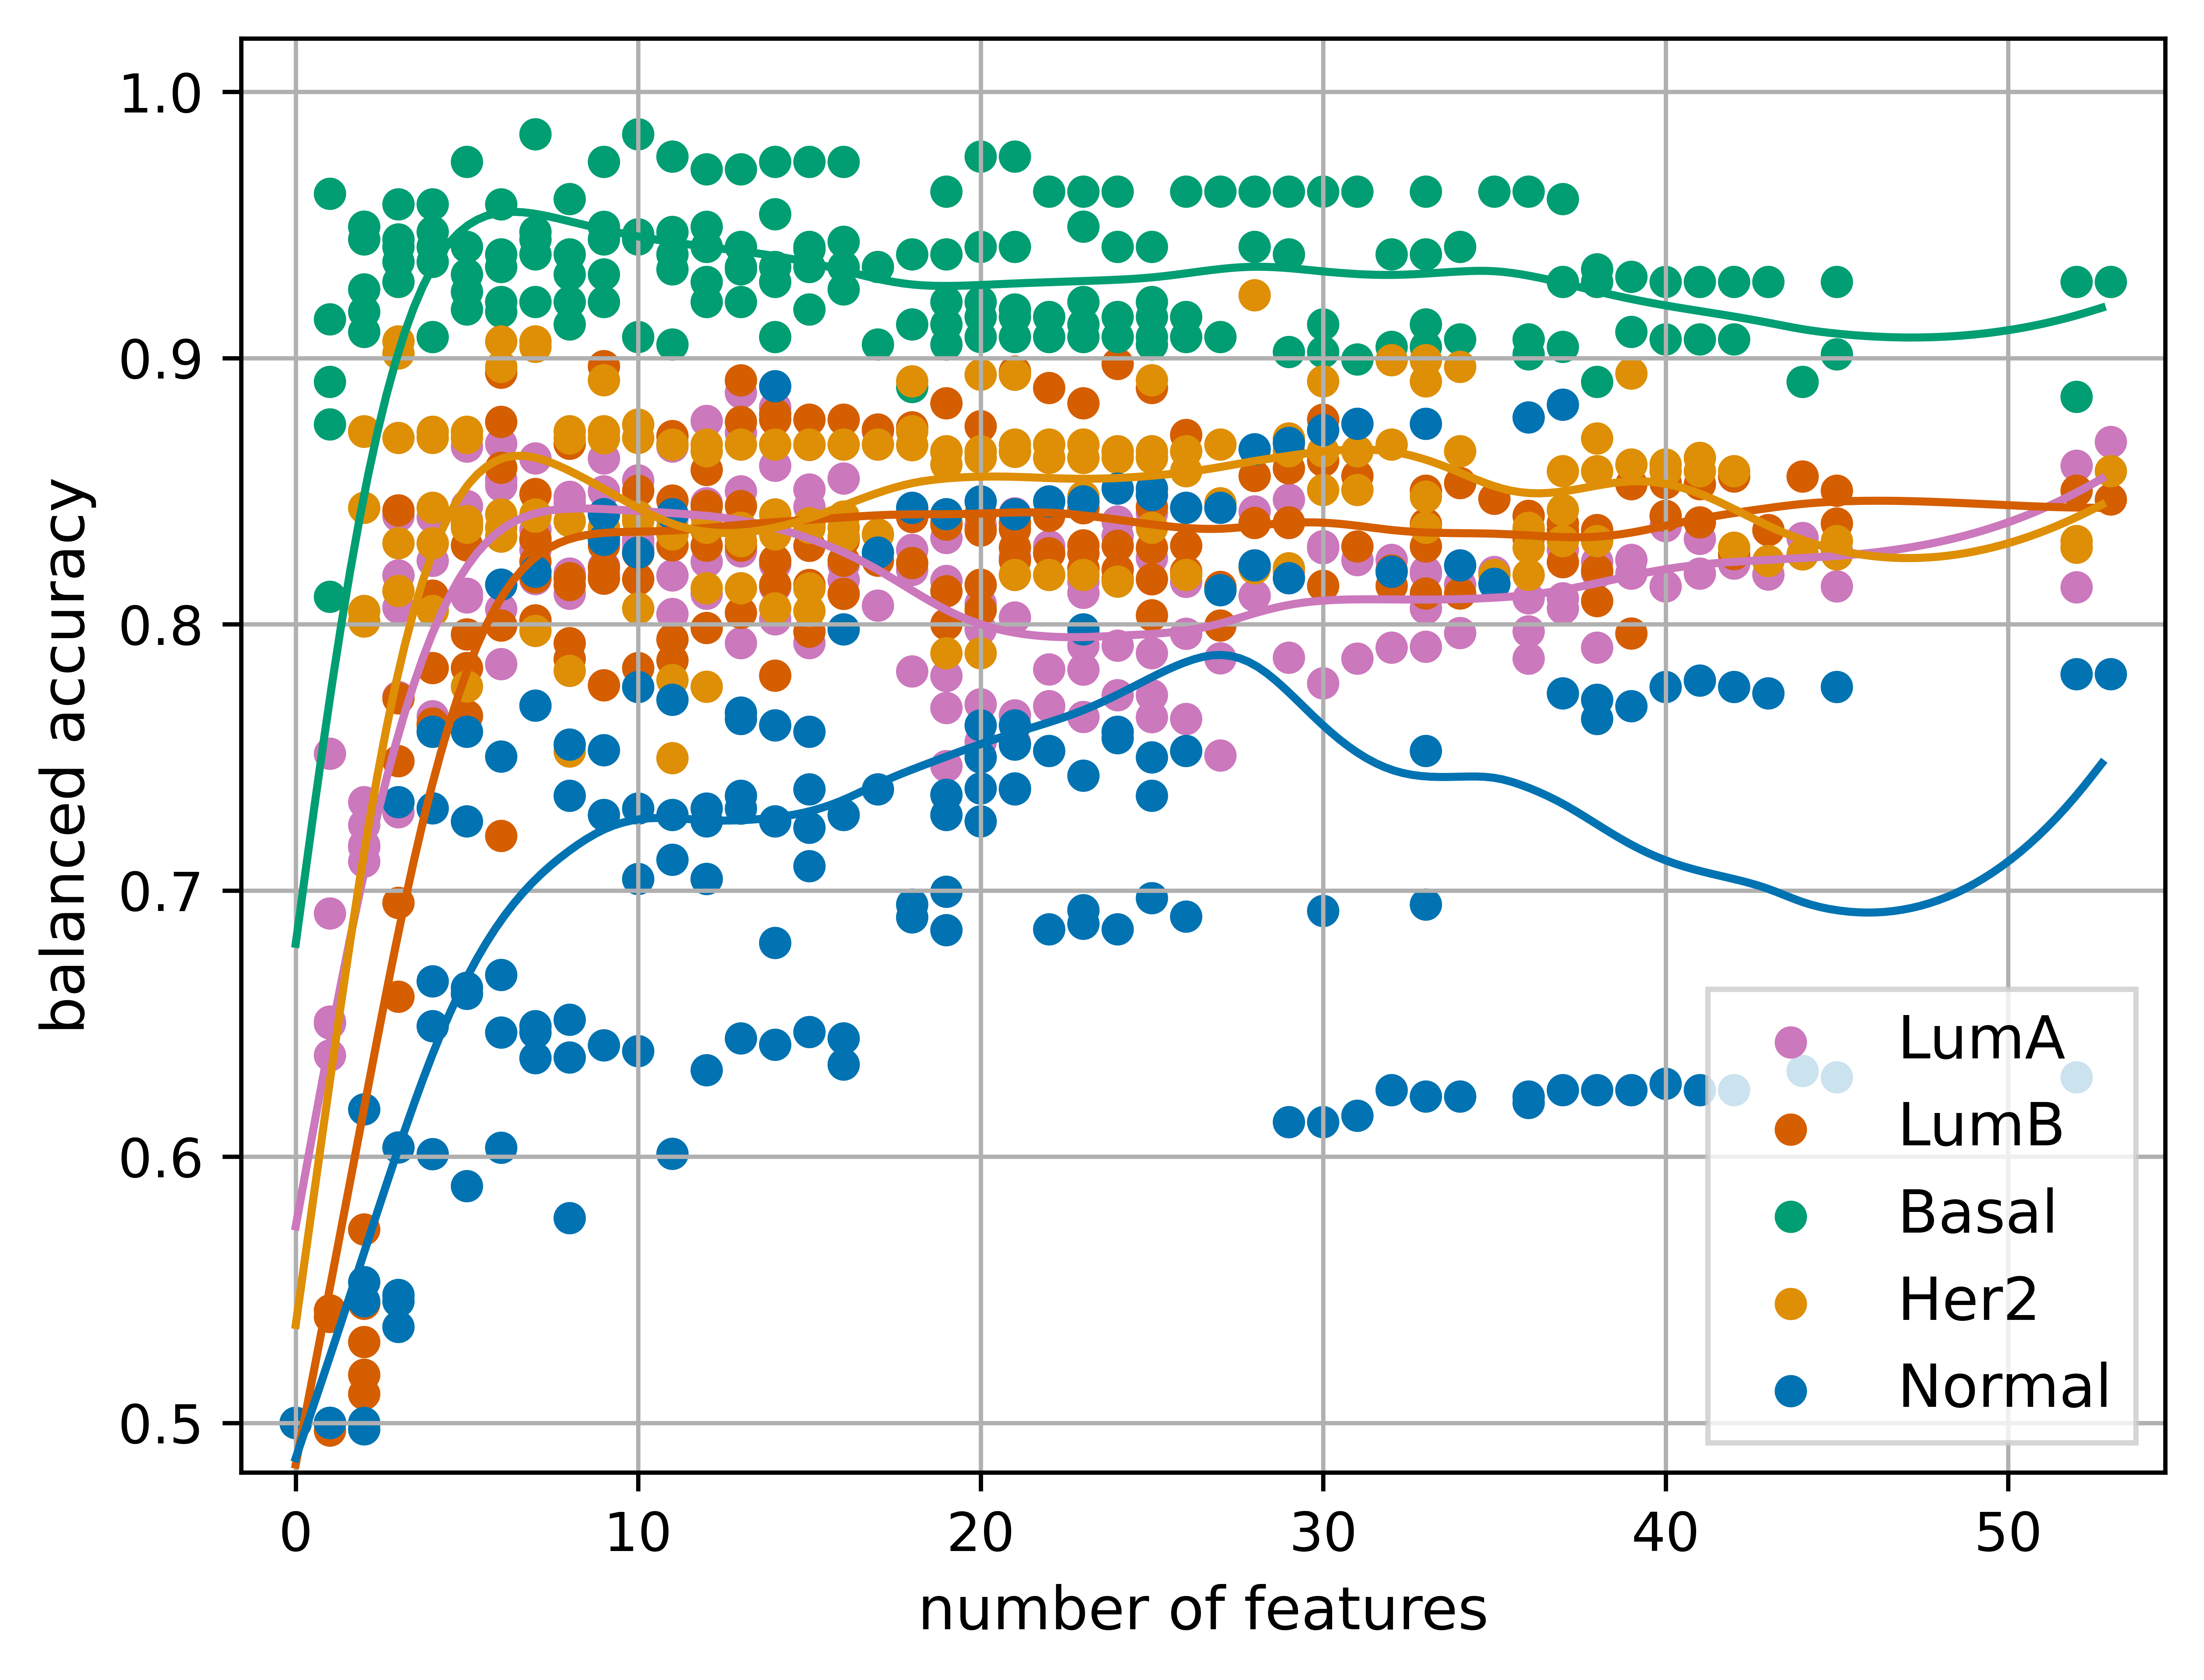 1.0
0.9
0.8
0.7
0.6
0.5
balanced accuracy
0 10 20 30 40 50
number of features
LumA
LumB
Basal
Her2
Normal